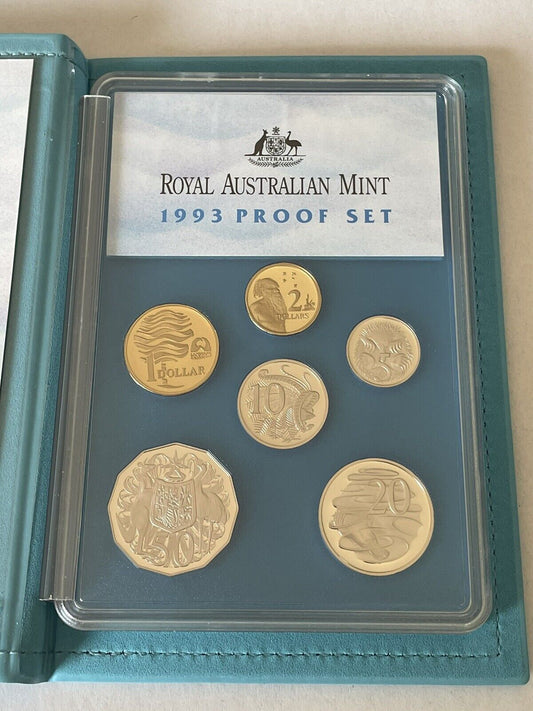 AUSTRALIA
ROYAL AUSTRALIAN MINT
1993 PROOF SET
2
DOLLARS
1 DOLLAR
5
10
50
20